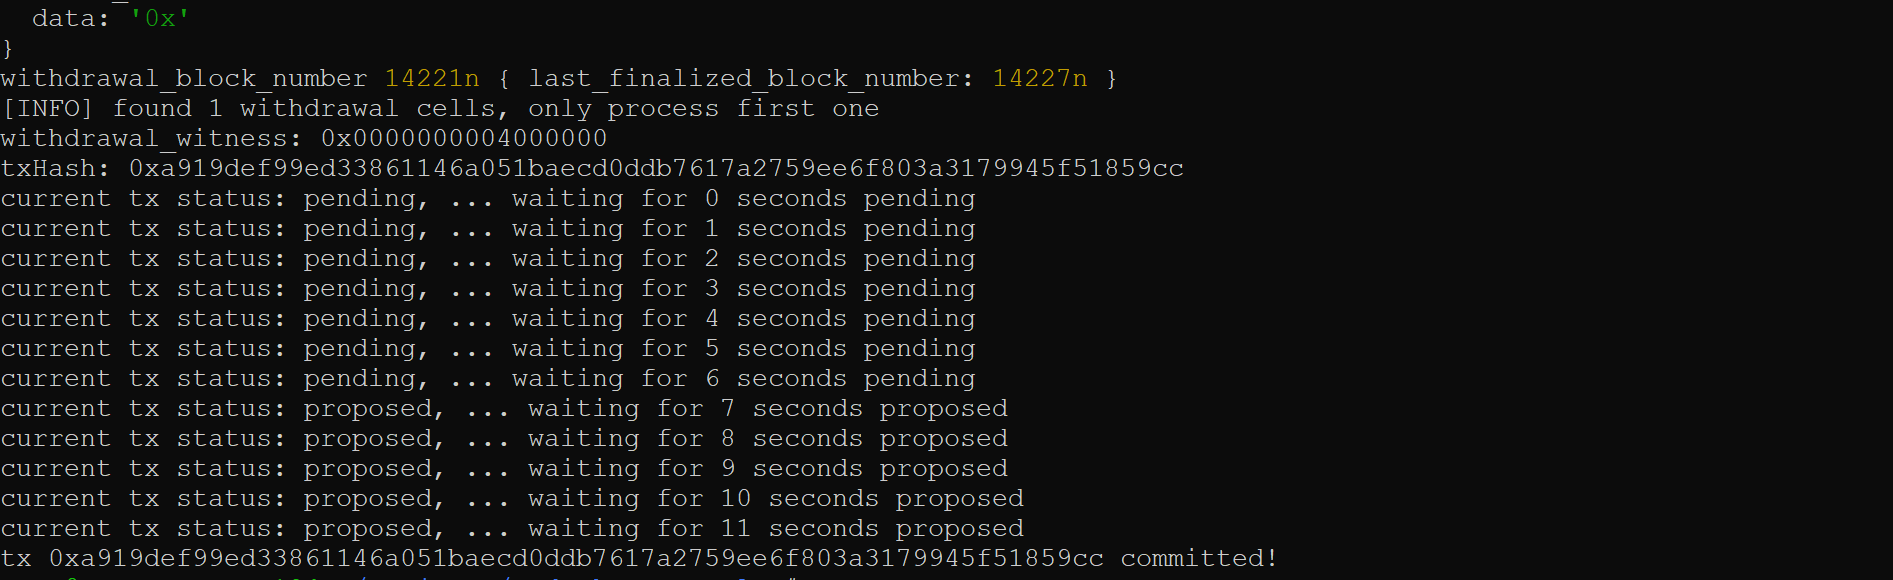 data: '0x'
}
withdrawal_block_number 14221n { last_finalized_block_number: 14227n }
[INFO] found 1 withdrawal cells, only process first one
withdrawal_witness: 0x0000000004000000
txHash: 0xa919def99ed33861146a051baecd0ddb7617a2759ee6f803a3179945f51859cc
current tx status: pending, ... waiting for 0 seconds pending
current tx status: pending, ... waiting for 1 seconds pending
current tx status: pending, ... waiting for 2 seconds pending
current tx status: pending, ... waiting for 3 seconds pending
current tx status: pending, ... waiting for 4 seconds pending
current tx status: pending, ... waiting for 5 seconds pending
current tx status: pending, ... waiting for 6 seconds pending
current tx status: proposed, ... waiting for 7 seconds proposed
current tx status: proposed, ... waiting for 8 seconds proposed
current tx status: proposed, ... waiting for 9 seconds proposed
current tx status: proposed, ... waiting for 10 seconds proposed
current tx status: proposed, ... waiting for 11 seconds proposed
tx 0xa919def99ed33861146a051baecd0ddb7617a2759ee6f803a3179945f51859cc committed!